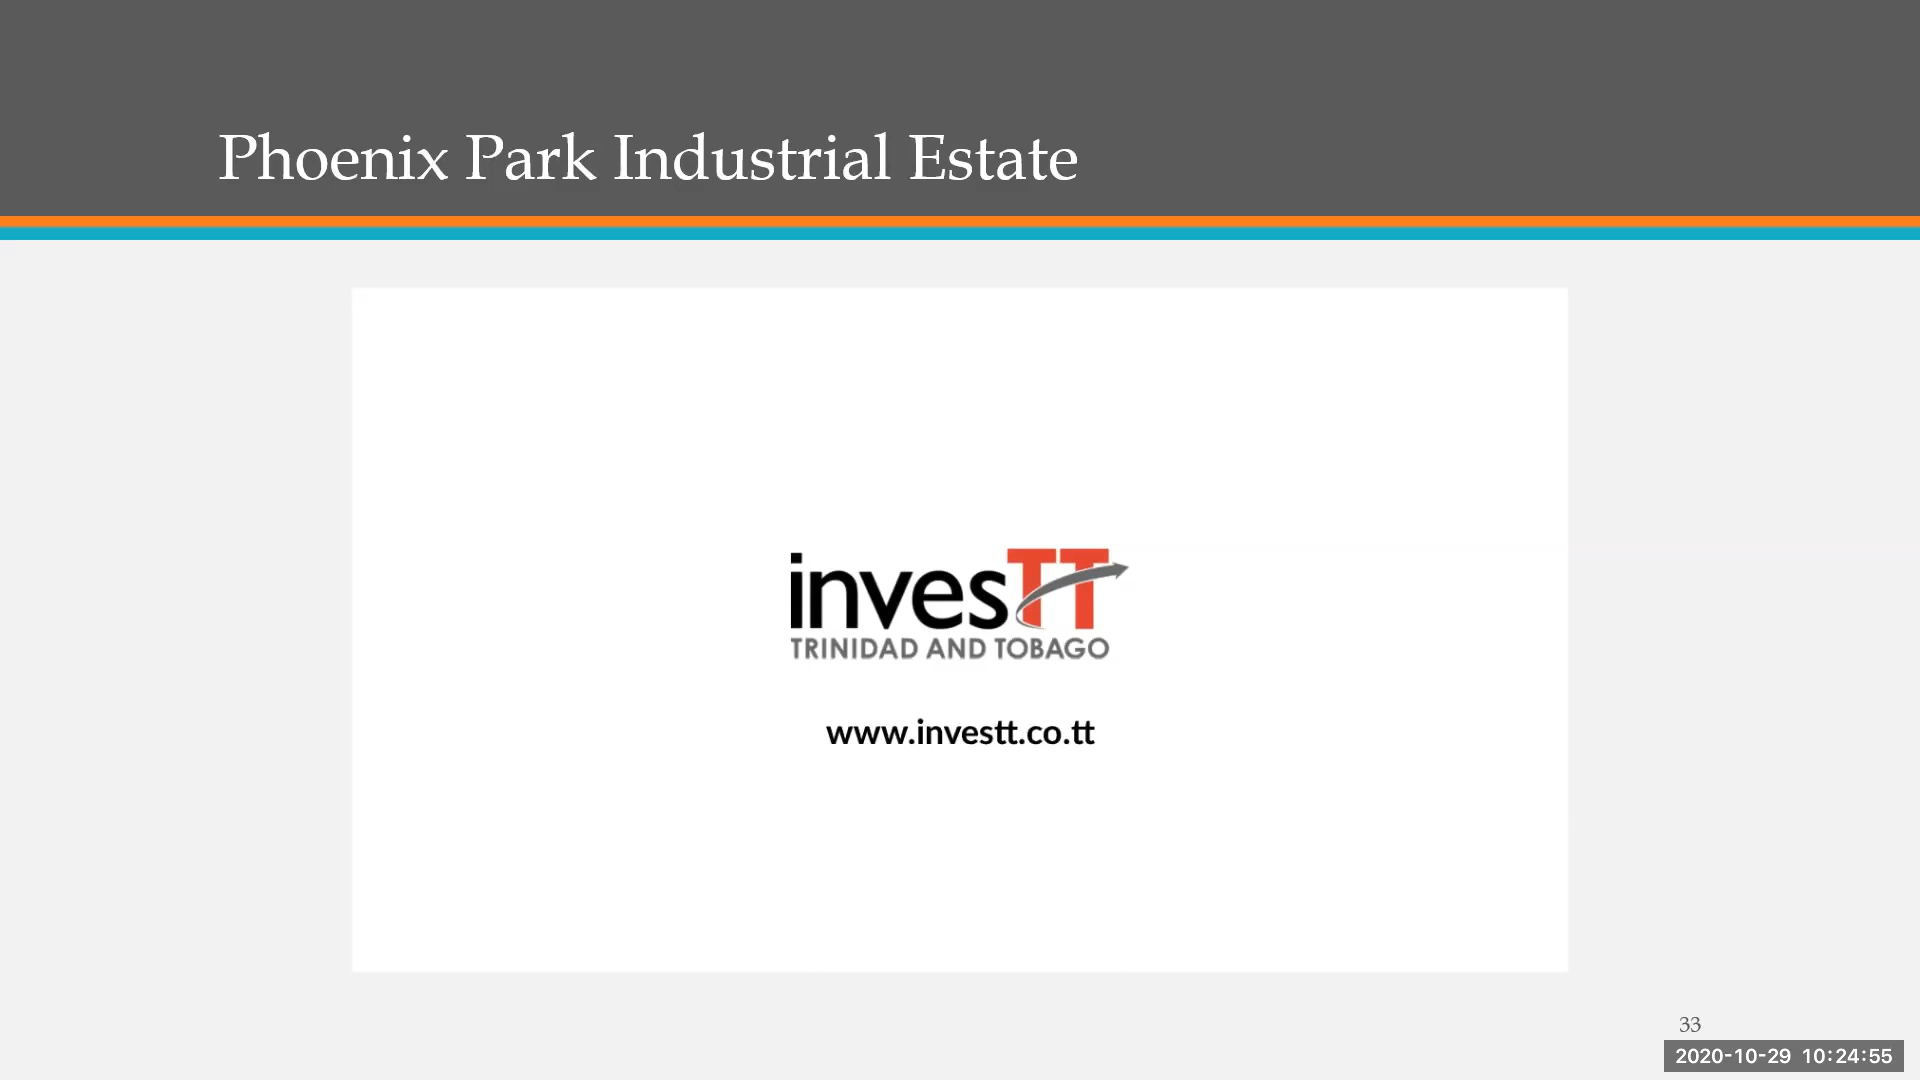 Phoenix Park Industrial Estate
invesTT
TRINIDAD AND TOBAGO
www.investt.co.tt
33
2020-10-29 10:24:55